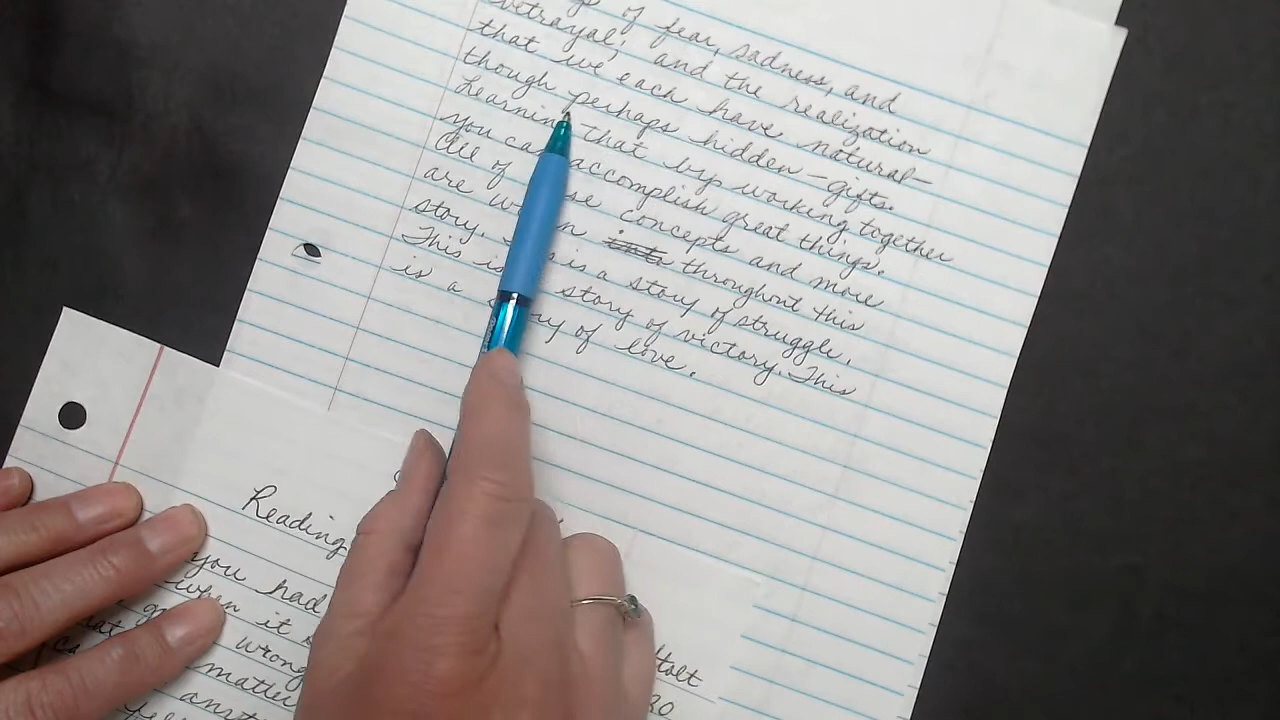 of fear, sadness, and
betrayal; and the realization
that we each have natural-
though perhaps hidden-gifts.
Learning that by working together
you can accomplish great things.
All of these concepts and more
are woven throughout this
story. This is a story of struggle.
This is a story of victory. This
is a story of love.
Reading
you had
when it
wrong
matter
Holt
20